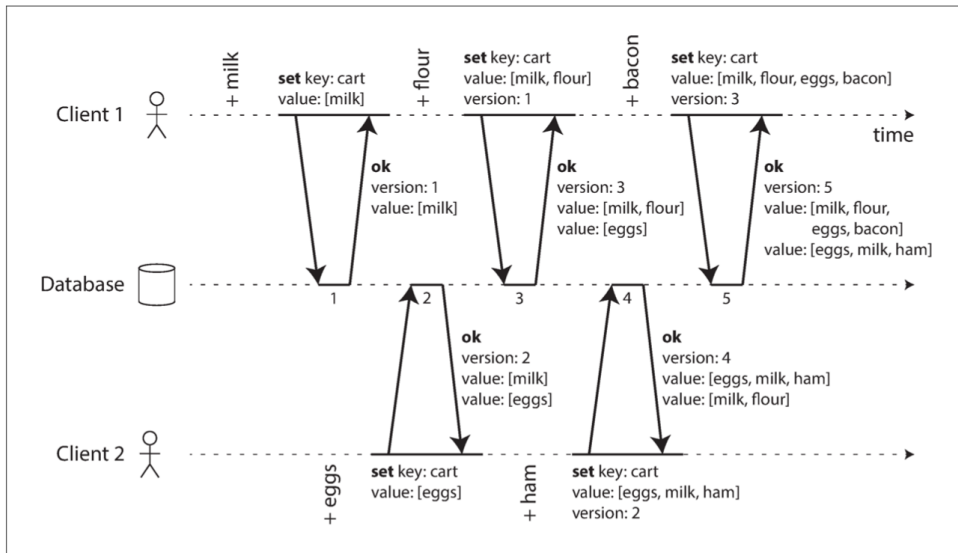 + milk
set key: cart
value: [milk]
+ flour
set key: cart
value: [milk, flour]
version: 1
+ bacon
set key: cart
value: [milk, flour, eggs, bacon]
version: 3
Client 1
time
ok
version: 1
value: [milk]
ok
version: 3
value: [milk, flour]
value: [eggs]
ok
version: 5
value: [milk, flour,
eggs, bacon]
value: [eggs, milk, ham]
Database
1
2
3
4
5
ok
version: 2
value: [milk]
value: [eggs]
ok
version: 4
value: [eggs, milk, ham]
value: [milk, flour]
Client 2
+ eggs
set key: cart
value: [eggs]
+ ham
set key: cart
value: [eggs, milk, ham]
version: 2